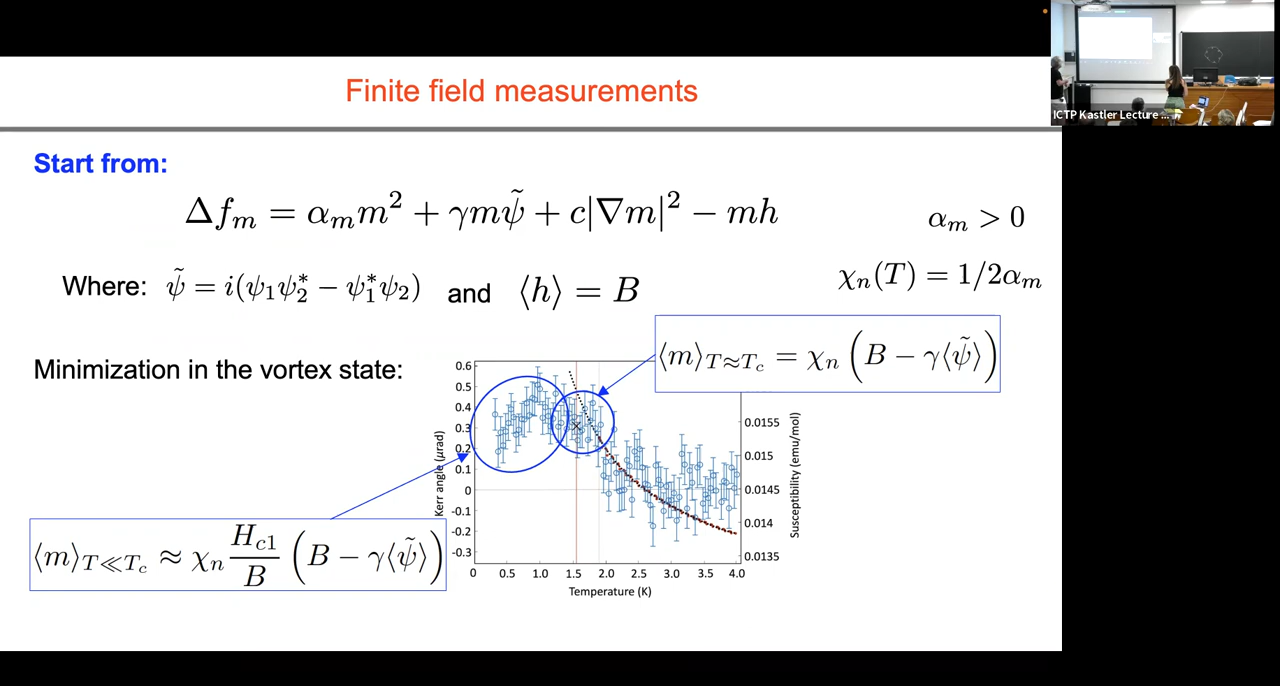 ICTP Kastler Lecture ...
Finite field measurements
Start from:
Δf_m = α_m m² + γmψ̃ + c|∇m|² − mh
α_m > 0
Where: ψ̃ = i(ψ₁ψ₂* − ψ₁*ψ₂) and ⟨h⟩ = B
χ_n(T) = 1/2α_m
Minimization in the vortex state:
⟨m⟩_{T≈T_c} = χ_n (B − γ⟨ψ̃⟩)
⟨m⟩_{T≪T_c} ≈ χ_n H_{c1}/B (B − γ⟨ψ̃⟩)
Kerr angle (μrad)
0.6
0.5
0.4
0.3
0.2
0.1
0
-0.1
-0.2
-0.3
0 0.5 1.0 1.5 2.0 2.5 3.0 3.5 4.0
Temperature (K)
0.0155
0.015
0.0145
0.014
0.0135
Susceptibility (emu/mol)